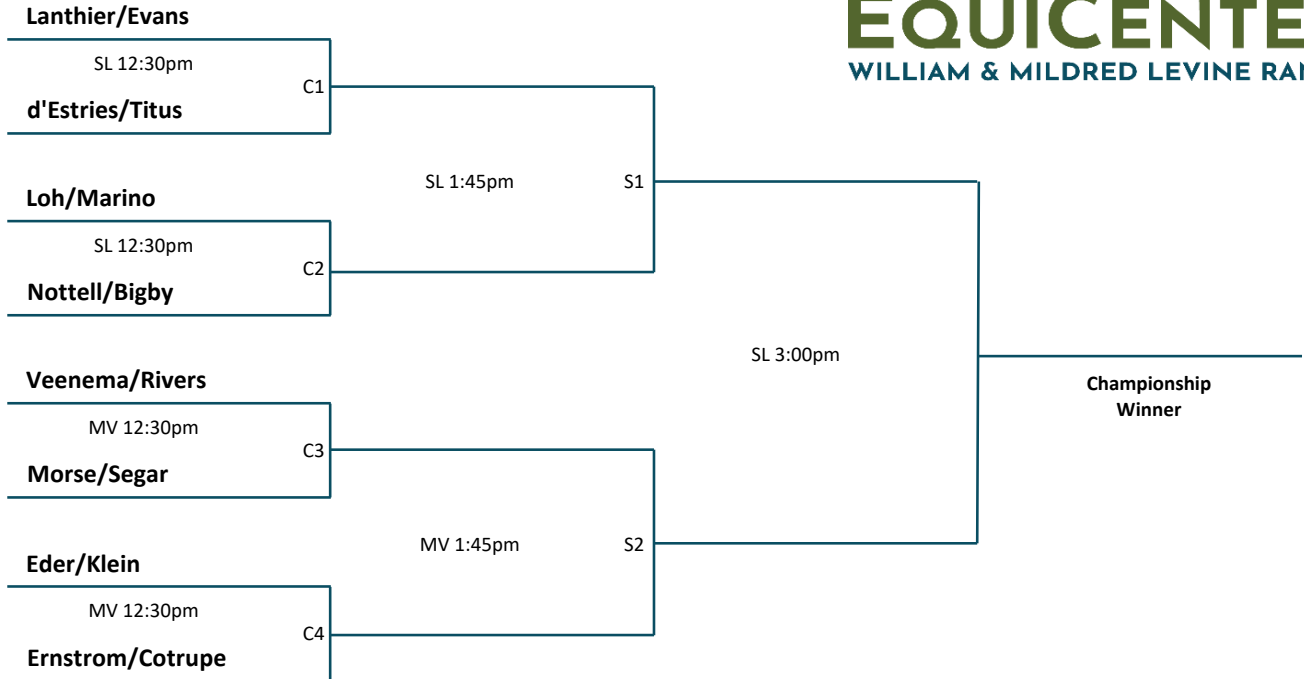 Lanthier/Evans
EQUICENTE
WILLIAM & MILDRED LEVINE RAN
SL 12:30pm
C1
d'Estries/Titus
SL 1:45pm
S1
Loh/Marino
SL 12:30pm
C2
Nottell/Bigby
SL 3:00pm
Veenema/Rivers
Championship
Winner
MV 12:30pm
C3
Morse/Segar
MV 1:45pm
S2
Eder/Klein
MV 12:30pm
C4
Ernstrom/Cotrupe